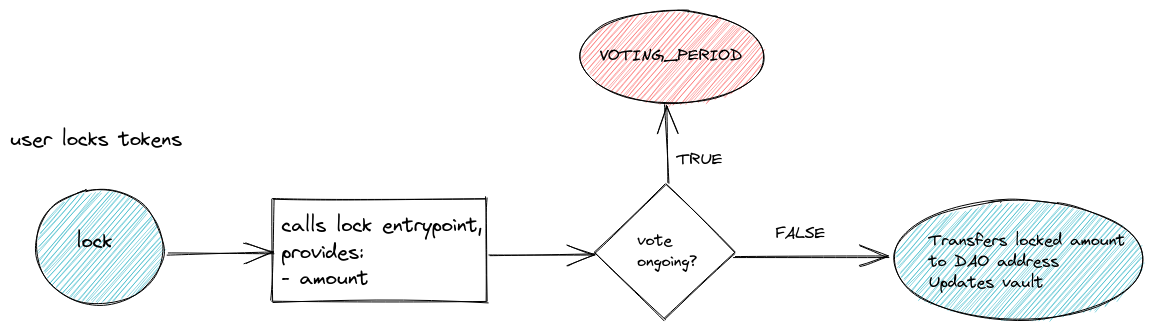 VOTING_PERIOD
user locks tokens
TRUE
lock
calls lock entrypoint,
provides:
- amount
vote
ongoing?
FALSE
Transfers locked amount
to DAO address
Updates vault